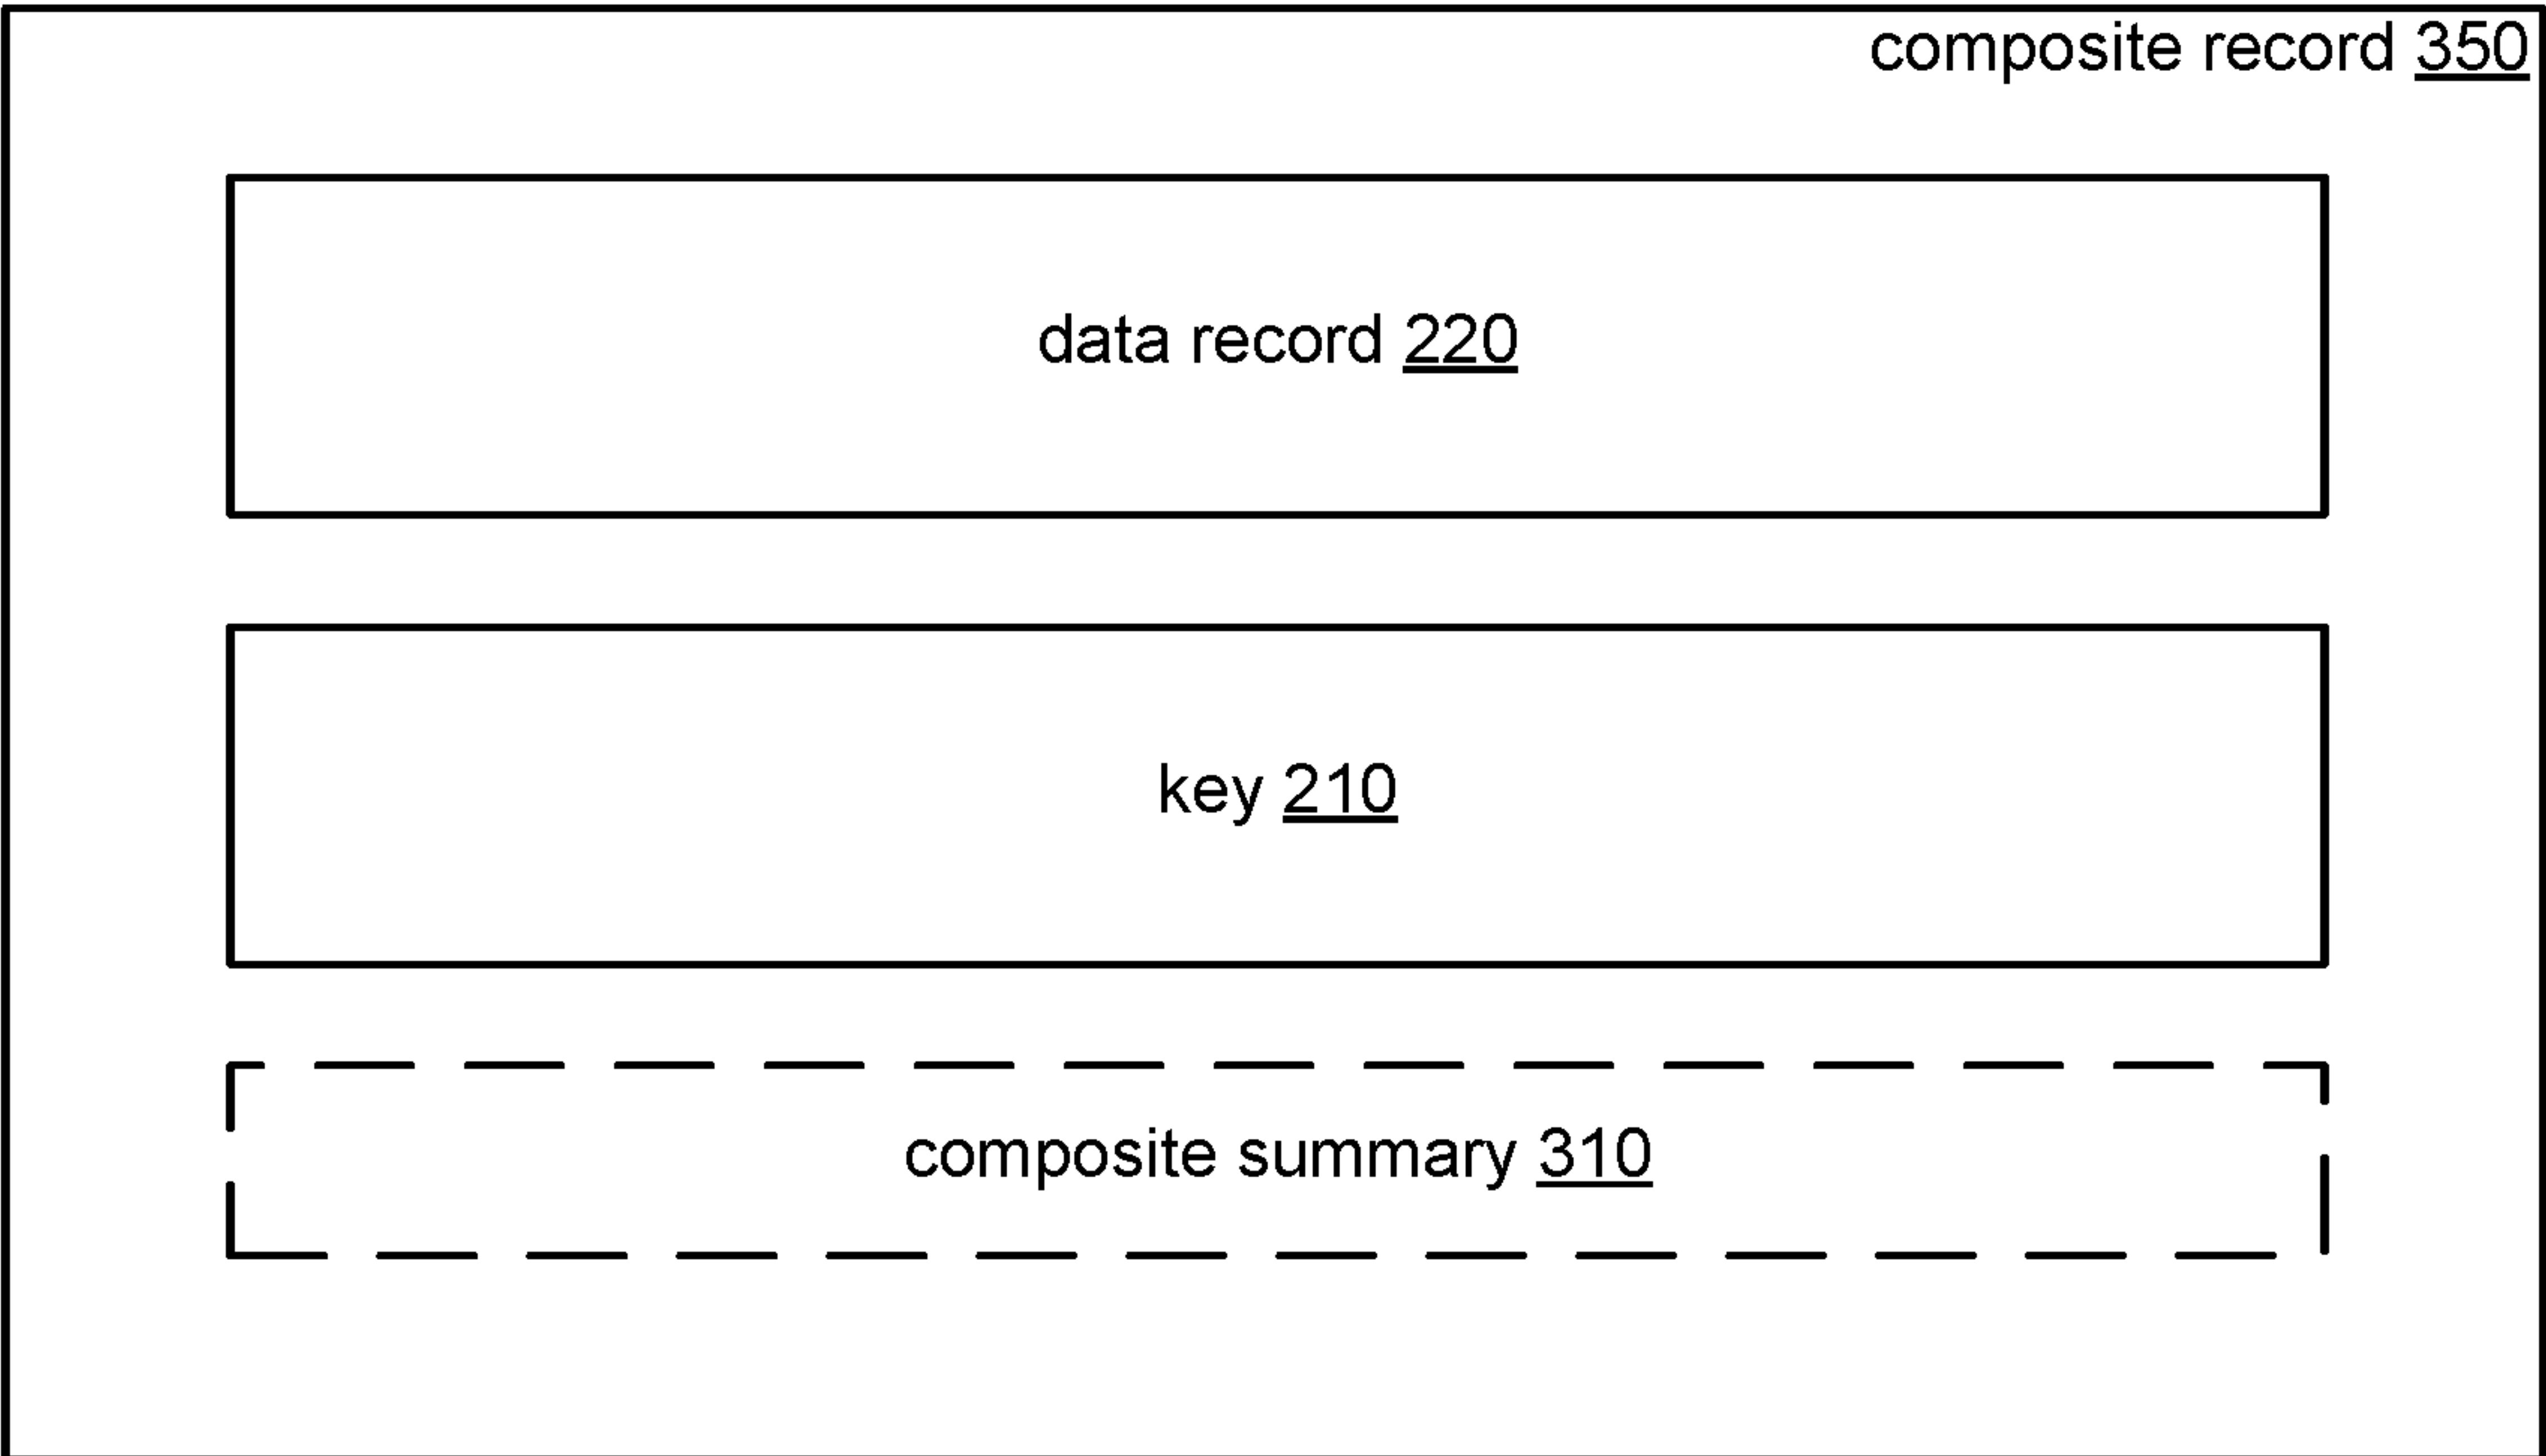 composite record 350
data record 220
key 210
composite summary 310